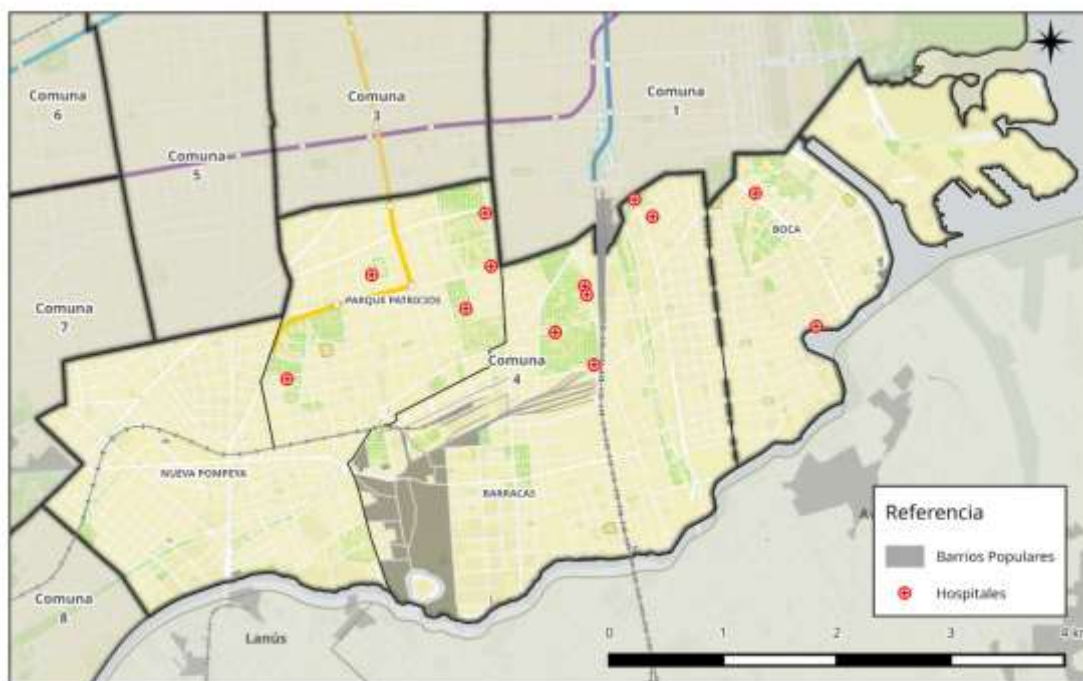 Comuna
6
Comuna
3
Comuna
1
Comuna
5
BOCA
PARQUE PATRICIOS
Comuna
7
Comuna
4
NUEVA POMPEYA
BARRACAS
Referencia
Barrios Populares
Hospitales
Comuna
8
Lanús
0 1 2 3 4 km